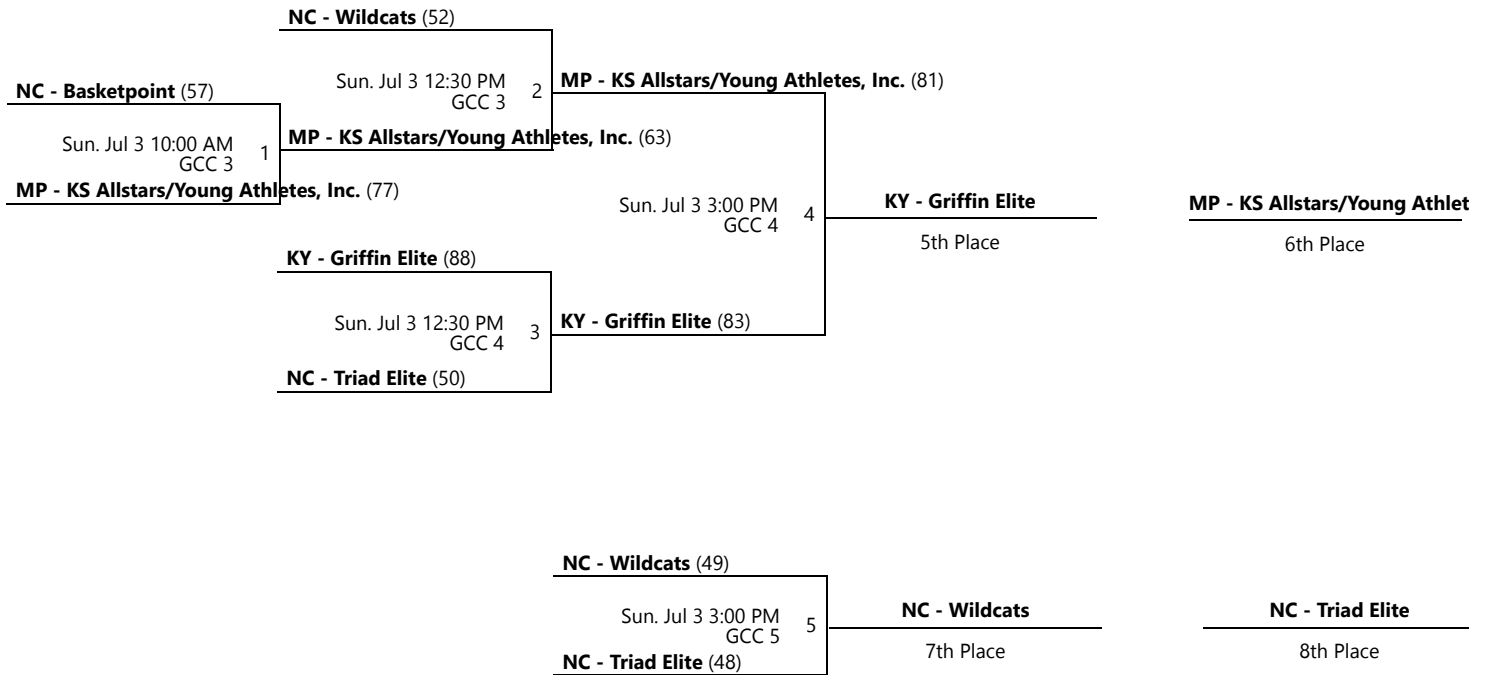 NC - Wildcats (52)
NC - Basketpoint (57)
Sun. Jul 3 12:30 PM
GCC 3
2
MP - KS Allstars/Young Athletes, Inc. (81)
Sun. Jul 3 10:00 AM
GCC 3
1
MP - KS Allstars/Young Athletes, Inc. (63)
MP - KS Allstars/Young Athletes, Inc. (77)
Sun. Jul 3 3:00 PM
GCC 4
4
KY - Griffin Elite
5th Place
MP - KS Allstars/Young Athlet
6th Place
KY - Griffin Elite (88)
Sun. Jul 3 12:30 PM
GCC 4
3
KY - Griffin Elite (83)
NC - Triad Elite (50)
NC - Wildcats (49)
Sun. Jul 3 3:00 PM
GCC 5
5
NC - Wildcats
7th Place
NC - Triad Elite
8th Place
NC - Triad Elite (48)